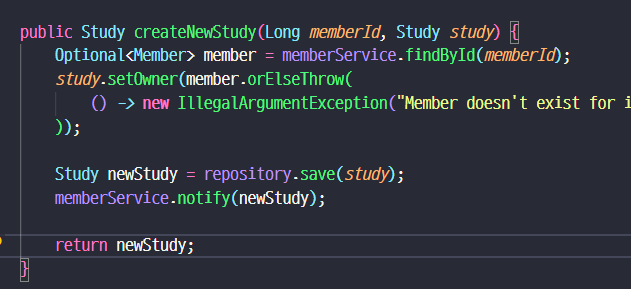 public Study createNewStudy(Long memberId, Study study) {
Optional<Member> member = memberService.findById(memberId);
study.setOwner(member.orElseThrow(
() -> new IllegalArgumentException("Member doesn't exist for i
));
Study newStudy = repository.save(study);
memberService.notify(newStudy);
return newStudy;
}